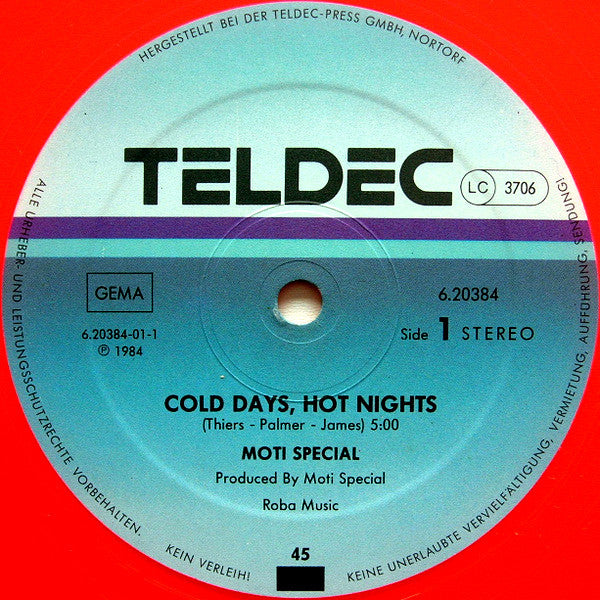 HERGESTELLT BEI DER TELDEC-PRESS GMBH, NORTORF
TELDEC
LC 3706
GEMA
6.20384
6.20384-01-1
℗ 1984
Side 1 STEREO
COLD DAYS, HOT NIGHTS
(Thiers - Palmer - James) 5:00
MOTI SPECIAL
Produced By Moti Special
Roba Music
45
ALLE URHEBER- UND LEISTUNGSSCHUTZRECHTE VORBEHALTEN.
KEIN VERLEIH!
KEINE UNERLAUBTE VERVIELFÄLTIGUNG, VERMIETUNG, AUFFÜHRUNG, SENDUNG!